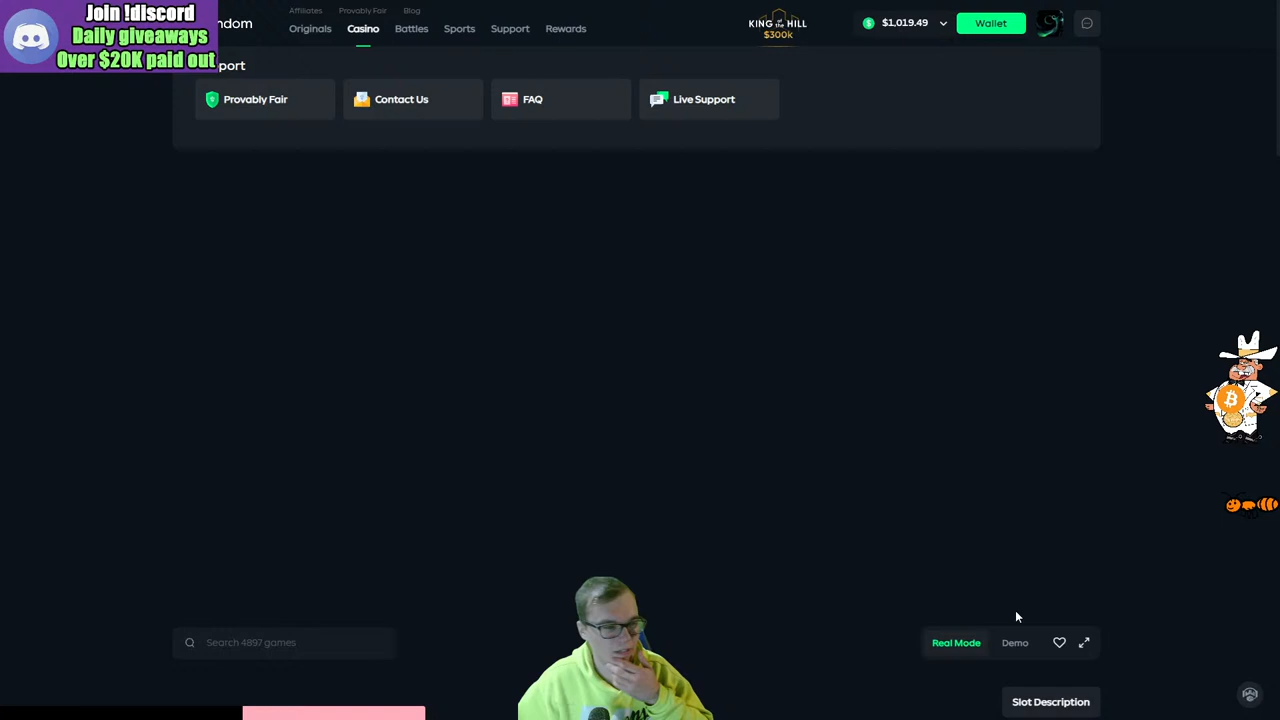 Join !discord
Daily giveaways
Over $20K paid out
ndom
Affiliates
Provably Fair
Blog
Originals
Casino
Battles
Sports
Support
Rewards
KING of the HILL
$300k
$1,019.49
Wallet
port
Provably Fair
Contact Us
FAQ
Live Support
Search 4897 games
Real Mode
Demo
Slot Description